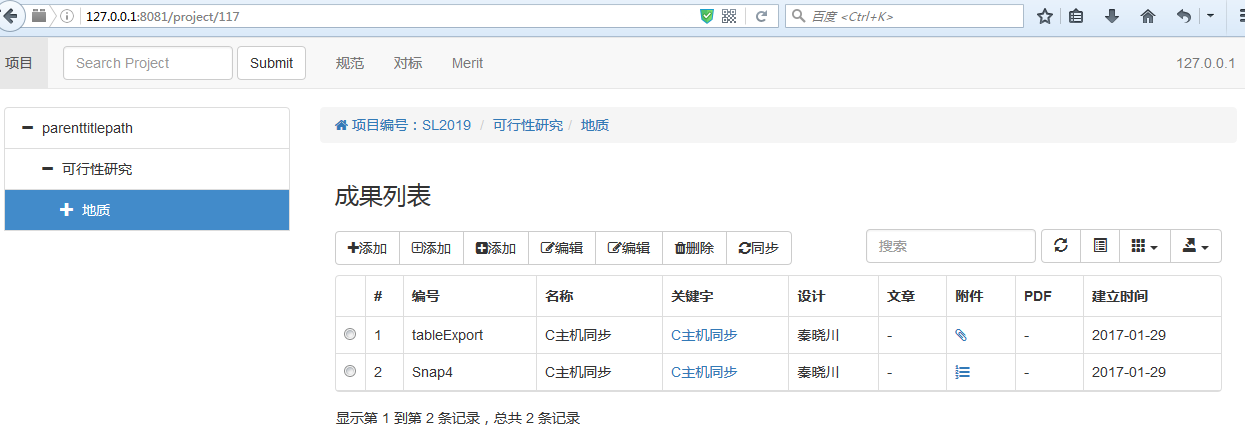 127.0.0.1:8081/project/117 百度 <Ctrl+K>
项目 Search Project Submit 规范 对标 Merit 127.0.0.1
parenttitlepath
可行性研究
地质
项目编号：SL2019 / 可行性研究 / 地质
成果列表
添加 添加 添加 编辑 编辑 删除 同步 搜索
# 编号 名称 关键字 设计 文章 附件 PDF 建立时间
1 tableExport C主机同步 C主机同步 秦晓川 - - 2017-01-29
2 Snap4 C主机同步 C主机同步 秦晓川 - - 2017-01-29
显示第 1 到第 2 条记录，总共 2 条记录